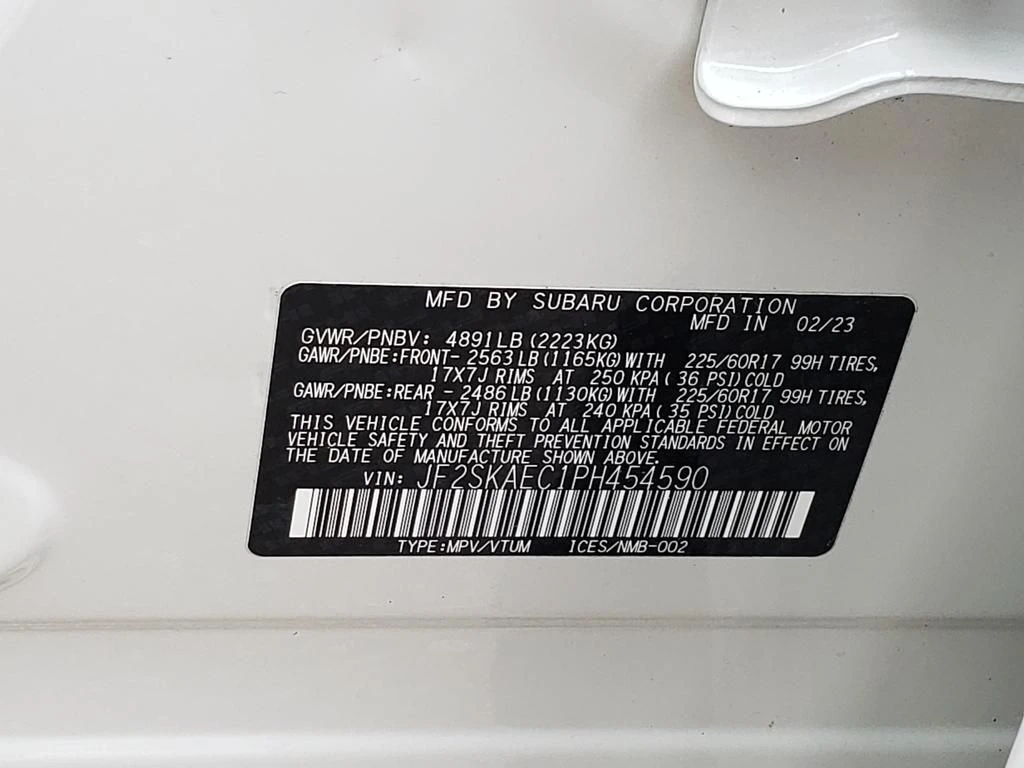 MFD BY SUBARU CORPORATION
MFD IN 02/23
GVWR/PNBV: 4891LB (2223KG)
GAWR/PNBE:FRONT- 2563LB (1165KG) WITH 225/60R17 99H TIRES,
17X7J RIMS AT 250 KPA ( 36 PSI) COLD
GAWR/PNBE:REAR - 2486LB (1130KG) WITH 225/60R17 99H TIRES,
17X7J RIMS AT 240 KPA ( 35 PSI) COLD
THIS VEHICLE CONFORMS TO ALL APPLICABLE FEDERAL MOTOR
VEHICLE SAFETY AND THEFT PREVENTION STANDARDS IN EFFECT ON
THE DATE OF MANUFACTURE SHOWN ABOVE.
VIN: JF2SKAEC1PH454590
TYPE:MPV/VTUM ICES/NMB-002